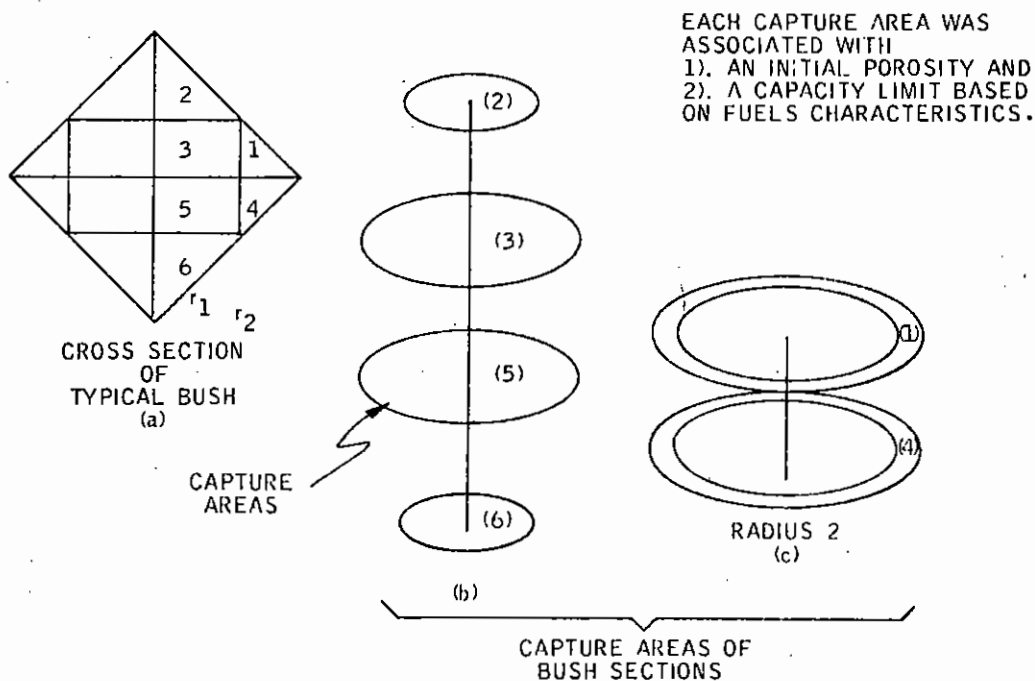 EACH CAPTURE AREA WAS
ASSOCIATED WITH
1). AN INITIAL POROSITY AND
2). A CAPACITY LIMIT BASED
ON FUELS CHARACTERISTICS.
2
3
1
5
4
6
r1
r2
CROSS SECTION
OF
TYPICAL BUSH
(a)
(2)
(3)
(5)
(6)
CAPTURE
AREAS
(b)
(1)
(4)
RADIUS 2
(c)
CAPTURE AREAS OF
BUSH SECTIONS